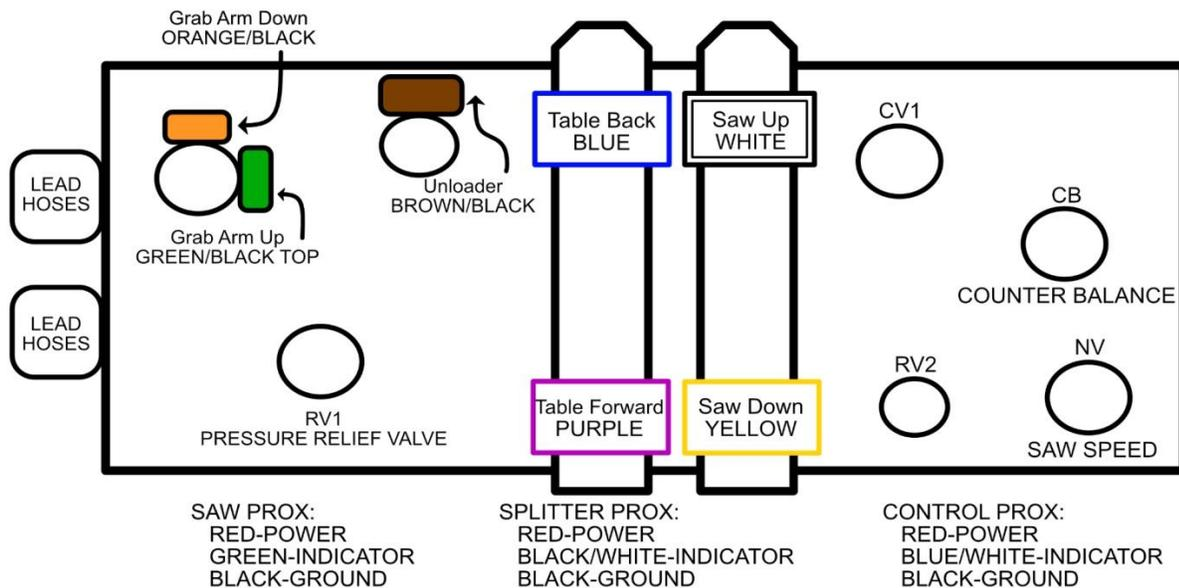 Grab Arm Down
ORANGE/BLACK
Table Back
BLUE
Saw Up
WHITE
CV1
LEAD
HOSES
Unloader
BROWN/BLACK
CB
COUNTER BALANCE
Grab Arm Up
GREEN/BLACK TOP
LEAD
HOSES
RV1
PRESSURE RELIEF VALVE
Table Forward
PURPLE
Saw Down
YELLOW
RV2
NV
SAW SPEED
SAW PROX:
RED-POWER
GREEN-INDICATOR
BLACK-GROUND
SPLITTER PROX:
RED-POWER
BLACK/WHITE-INDICATOR
BLACK-GROUND
CONTROL PROX:
RED-POWER
BLUE/WHITE-INDICATOR
BLACK-GROUND